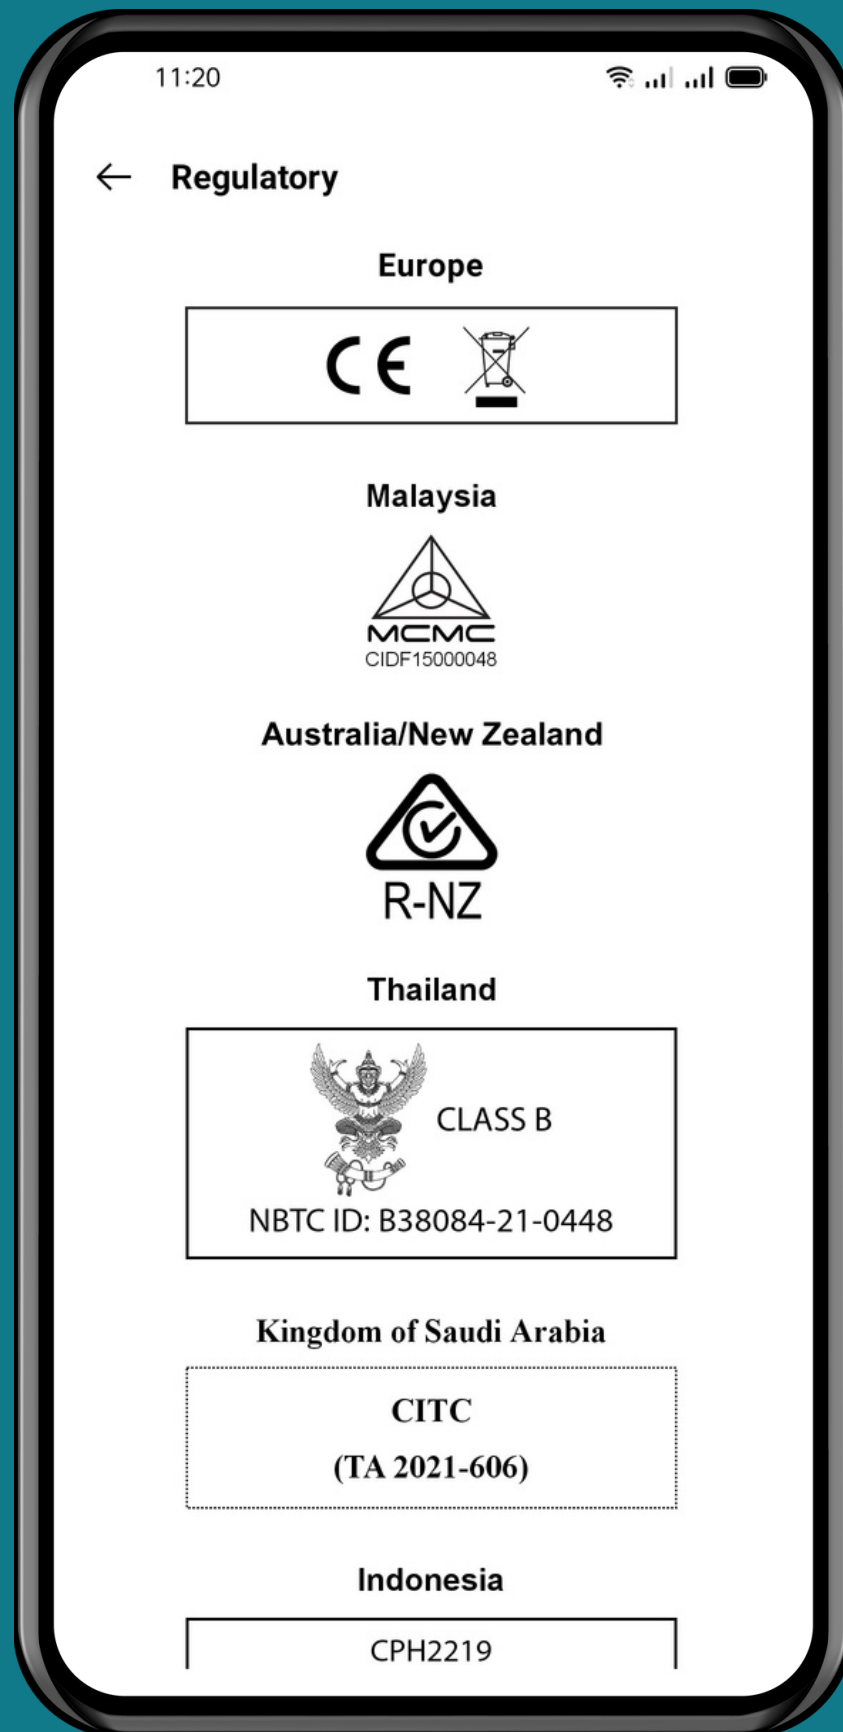 11:20
Regulatory
Europe
CE
Malaysia
MCMC
CIDF15000048
Australia/New Zealand
R-NZ
Thailand
CLASS B
NBTC ID: B38084-21-0448
Kingdom of Saudi Arabia
CITC
(TA 2021-606)
Indonesia
CPH2219